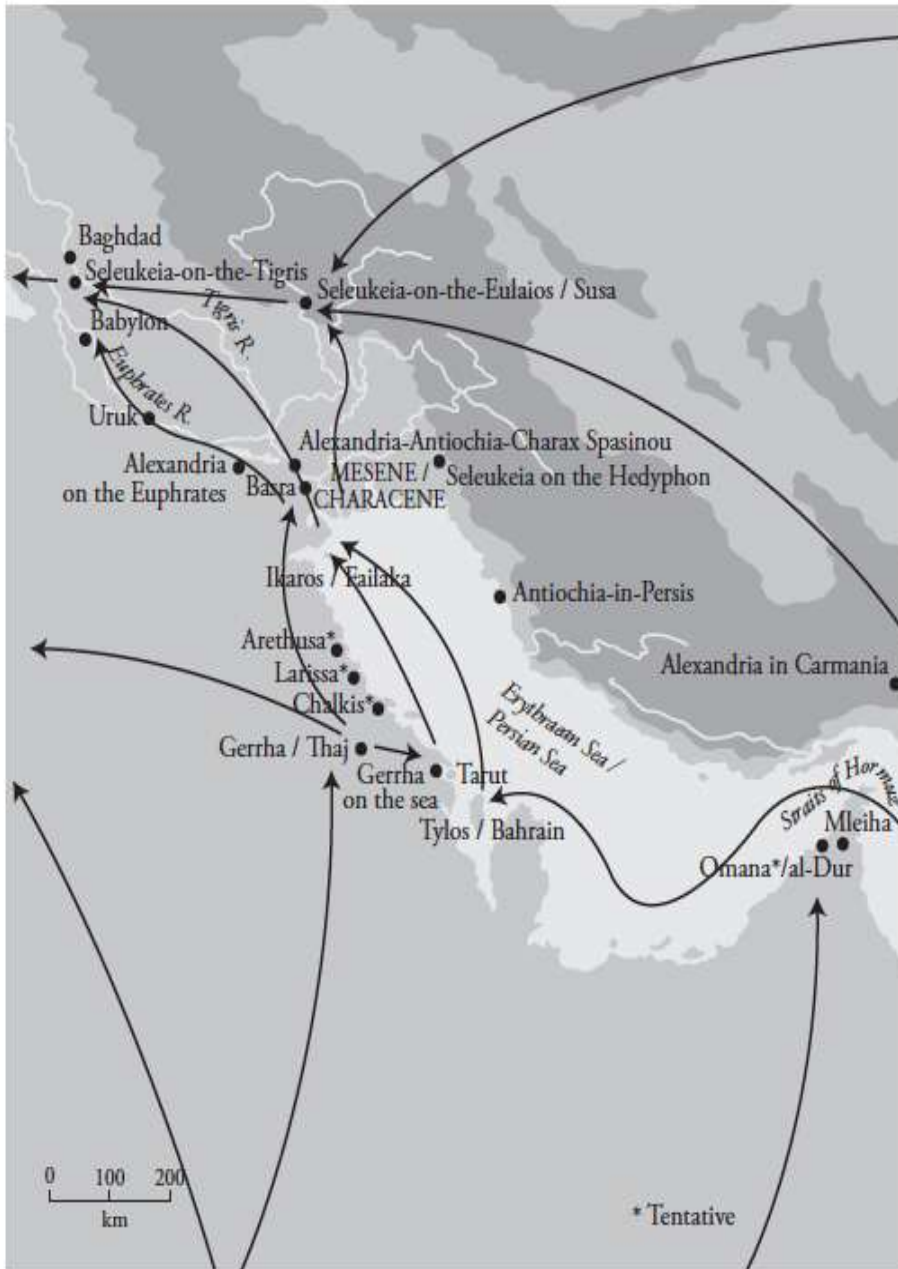 Baghdad
Seleukeia-on-the-Tigris
Seleukeia-on-the-Eulaios / Susa
Tigris R.
Babylon
Euphrates R.
Uruk
Alexandria-Antiochia-Charax Spasinou
Alexandria
on the Euphrates
Basra
MESENE /
CHARACENE
Seleukeia on the Hedyphon
Ikaros / Failaka
Antiochia-in-Persis
Arethusa*
Larissa*
Chalkis*
Alexandria in Carmania
Erythraean Sea /
Persian Sea
Gerrha / Thaj
Gerrha
on the sea
Tarut
Tylos / Bahrain
Straits of Hormuz
Mleiha
Omana*/al-Dur
0 100 200
km
* Tentative